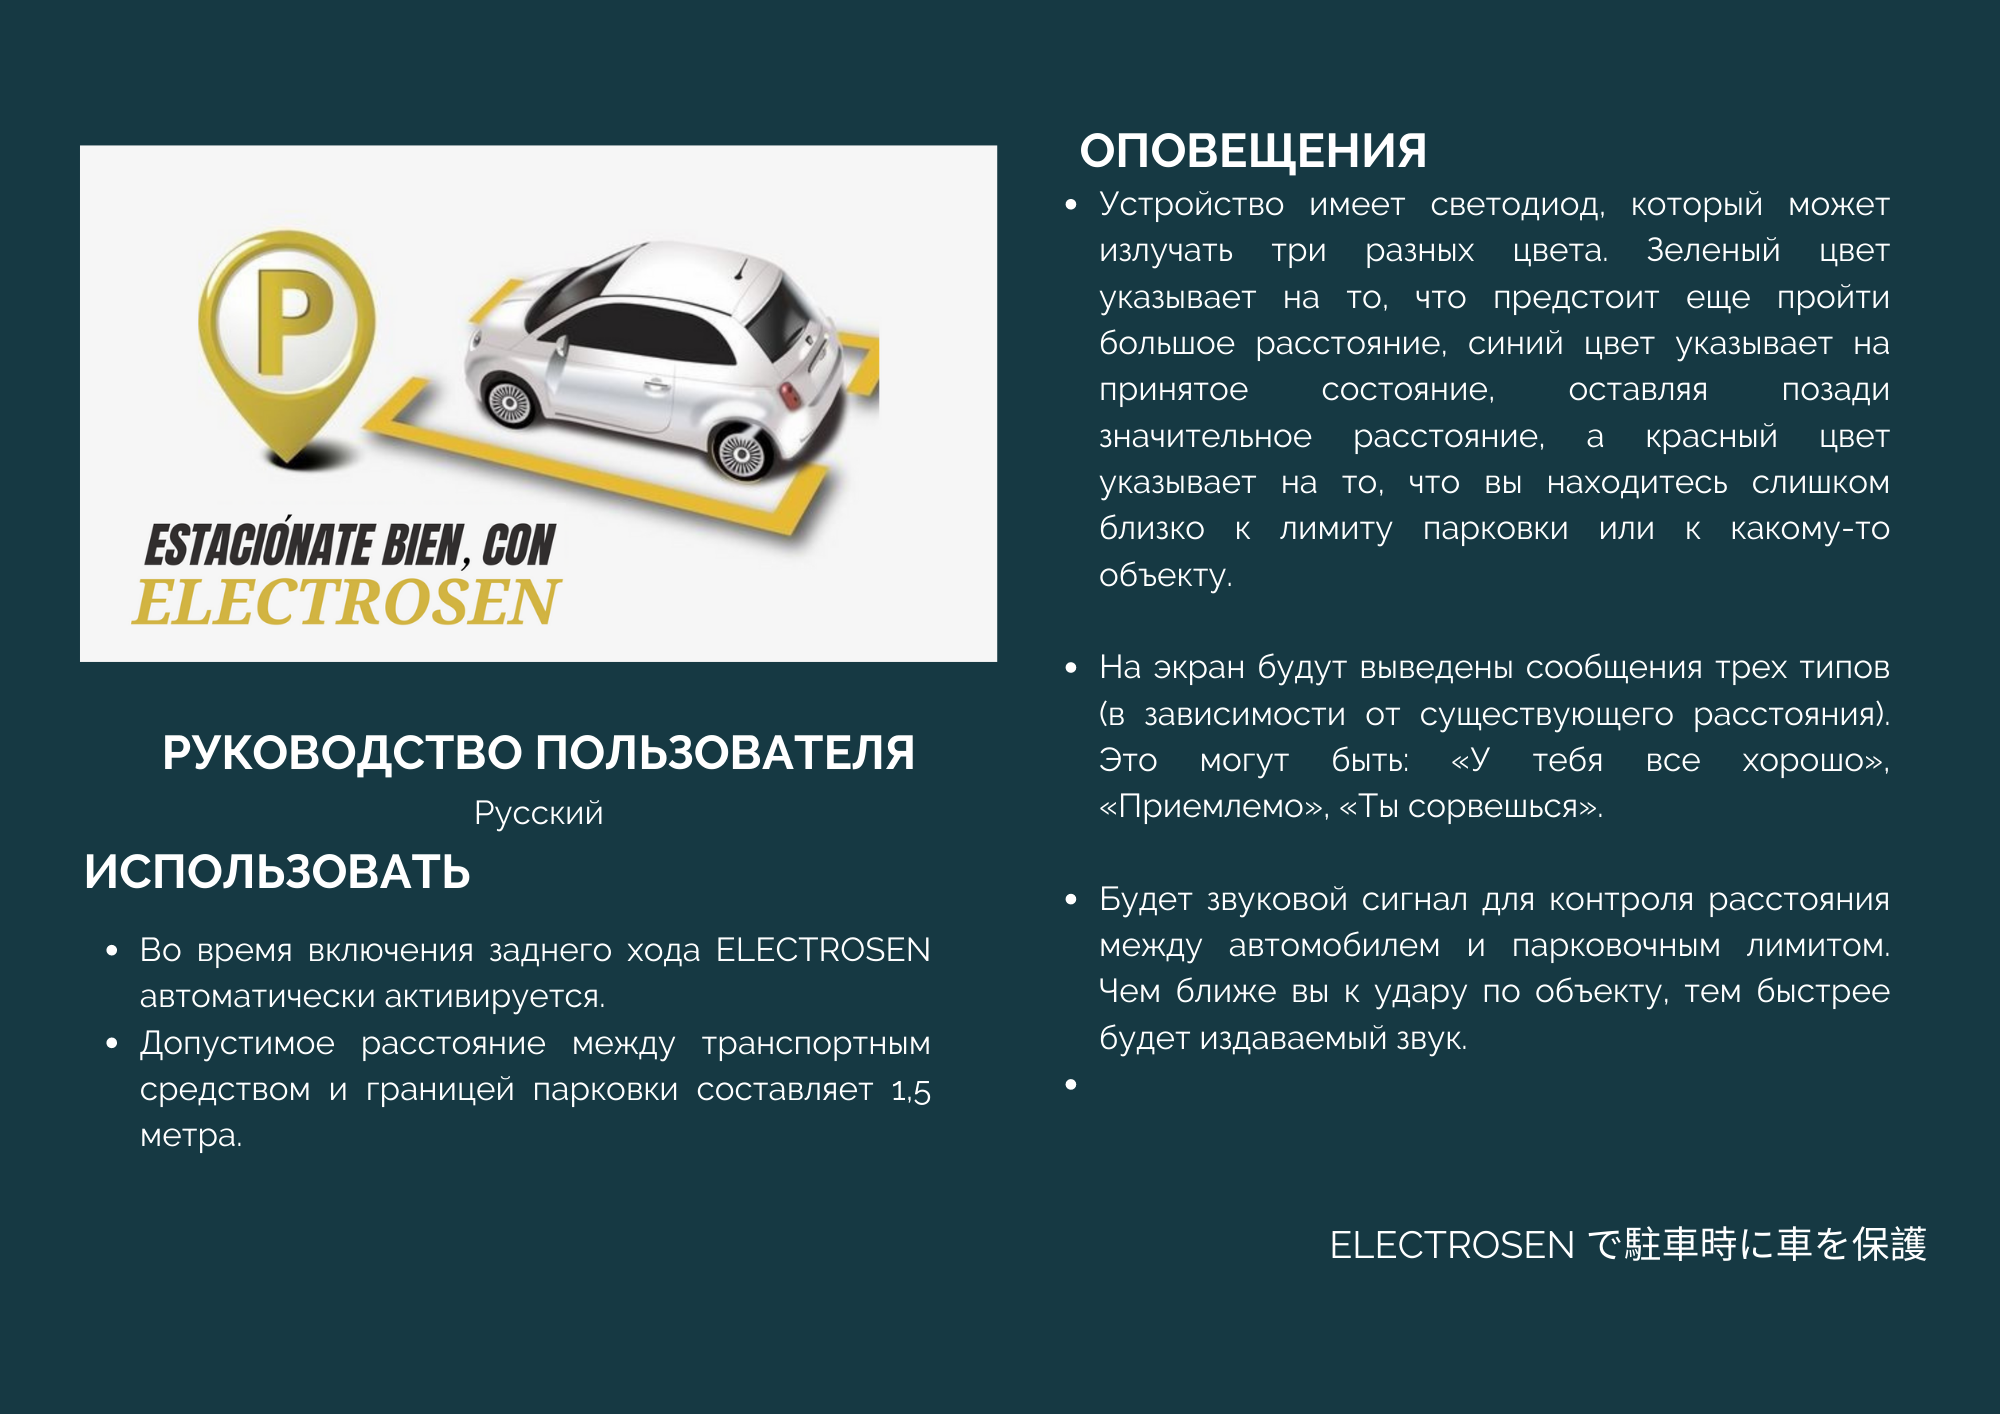 P
ESTACIÓNATE BIEN, CON
ELECTROSEN
РУКОВОДСТВО ПОЛЬЗОВАТЕЛЯ
Русский
ИСПОЛЬЗОВАТЬ
• Во время включения заднего хода ELECTROSEN
автоматически активируется.
• Допустимое расстояние между транспортным
средством и границей парковки составляет 1,5
метра.
ОПОВЕЩЕНИЯ
• Устройство имеет светодиод, который может
излучать три разных цвета. Зеленый цвет
указывает на то, что предстоит еще пройти
большое расстояние, синий цвет указывает на
принятое состояние, оставляя позади
значительное расстояние, а красный цвет
указывает на то, что вы находитесь слишком
близко к лимиту парковки или к какому-то
объекту.
• На экран будут выведены сообщения трех типов
(в зависимости от существующего расстояния).
Это могут быть: «У тебя все хорошо»,
«Приемлемо», «Ты сорвешься».
• Будет звуковой сигнал для контроля расстояния
между автомобилем и парковочным лимитом.
Чем ближе вы к удару по объекту, тем быстрее
будет издаваемый звук.
•
ELECTROSEN で駐車時に車を保護